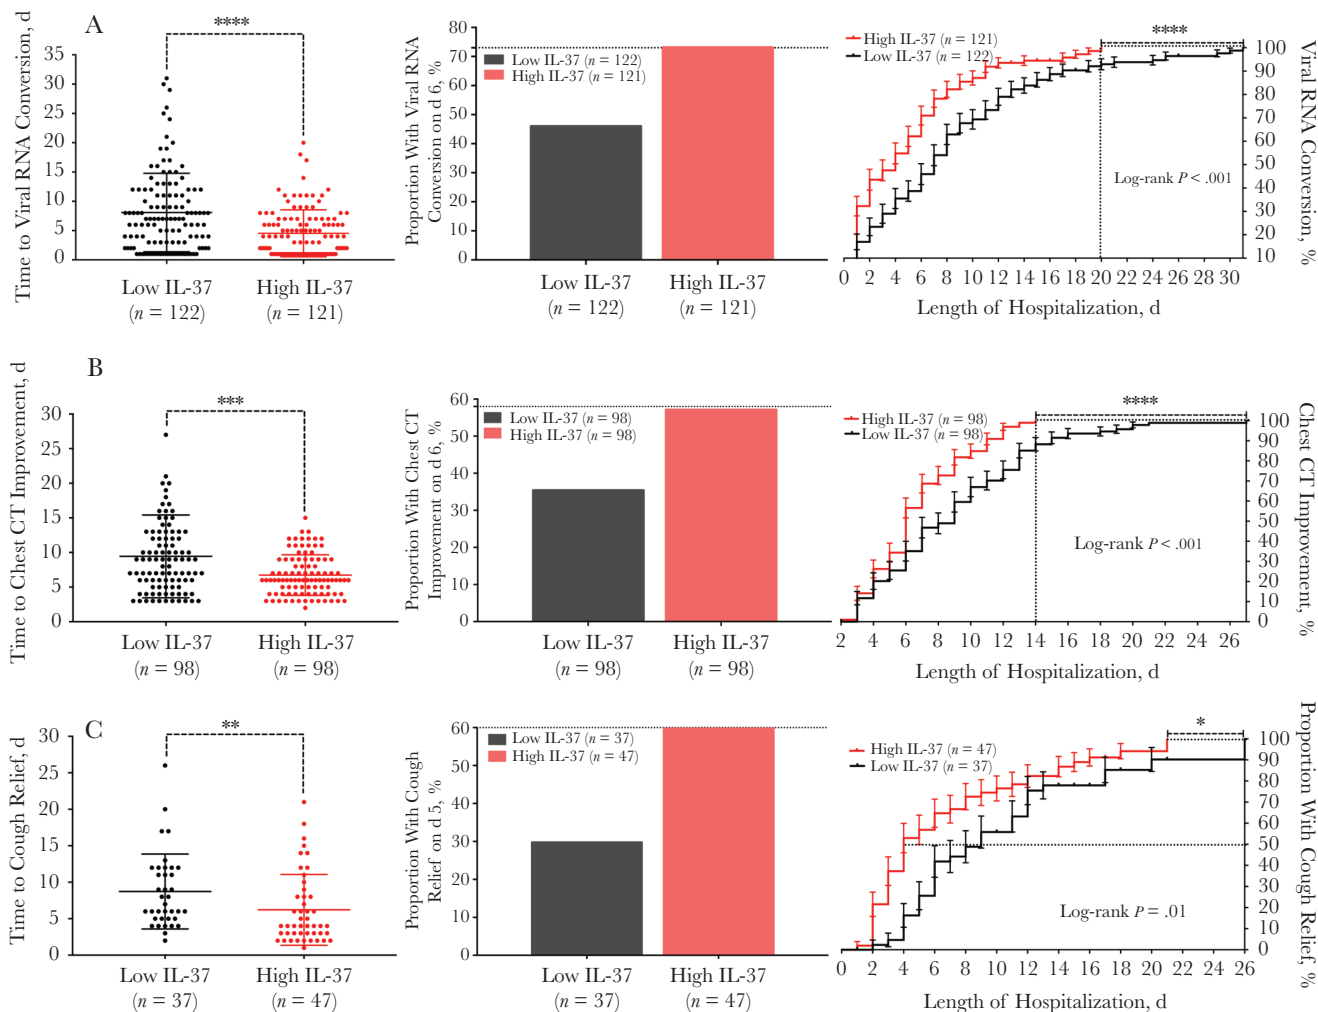 A
Time to Viral RNA Conversion, d
35
30
25
20
15
10
5
0
****
Low IL-37
(n = 122)
High IL-37
(n = 121)
Proportion With Viral RNA
Conversion on d 6, %
80
70
60
50
40
30
20
10
0
Low IL-37 (n = 122)
High IL-37 (n = 121)
Low IL-37
(n = 122)
High IL-37
(n = 121)
High IL-37 (n = 121)
Low IL-37 (n = 122)
****
Log-rank P < .001
100
90
80
70
60
50
40
30
20
10
Viral RNA Conversion, %
0 2 4 6 8 10 12 14 16 18 20 22 24 26 28 30
Length of Hospitalization, d
B
Time to Chest CT Improvement, d
30
25
20
15
10
5
0
***
Low IL-37
(n = 98)
High IL-37
(n = 98)
Proportion With Chest CT
Improvement on d 6, %
60
50
40
30
20
10
0
Low IL-37 (n = 98)
High IL-37 (n = 98)
Low IL-37
(n = 98)
High IL-37
(n = 98)
High IL-37 (n = 98)
Low IL-37 (n = 98)
****
Log-rank P < .001
100
90
80
70
60
50
40
30
20
10
0
Chest CT Improvement, %
2 4 6 8 10 12 14 16 18 20 22 24 26
Length of Hospitalization, d
C
Time to Cough Relief, d
30
25
20
15
10
5
0
**
Low IL-37
(n = 37)
High IL-37
(n = 47)
Proportion With Cough
Relief on d 5, %
60
50
40
30
20
10
0
Low IL-37 (n = 37)
High IL-37 (n = 47)
Low IL-37
(n = 37)
High IL-37
(n = 47)
High IL-37 (n = 47)
Low IL-37 (n = 37)
*
Log-rank P = .01
100
90
80
70
60
50
40
30
20
10
0
Proportion With Cough Relief, %
0 2 4 6 8 10 12 14 16 18 20 22 24 26
Length of Hospitalization, d